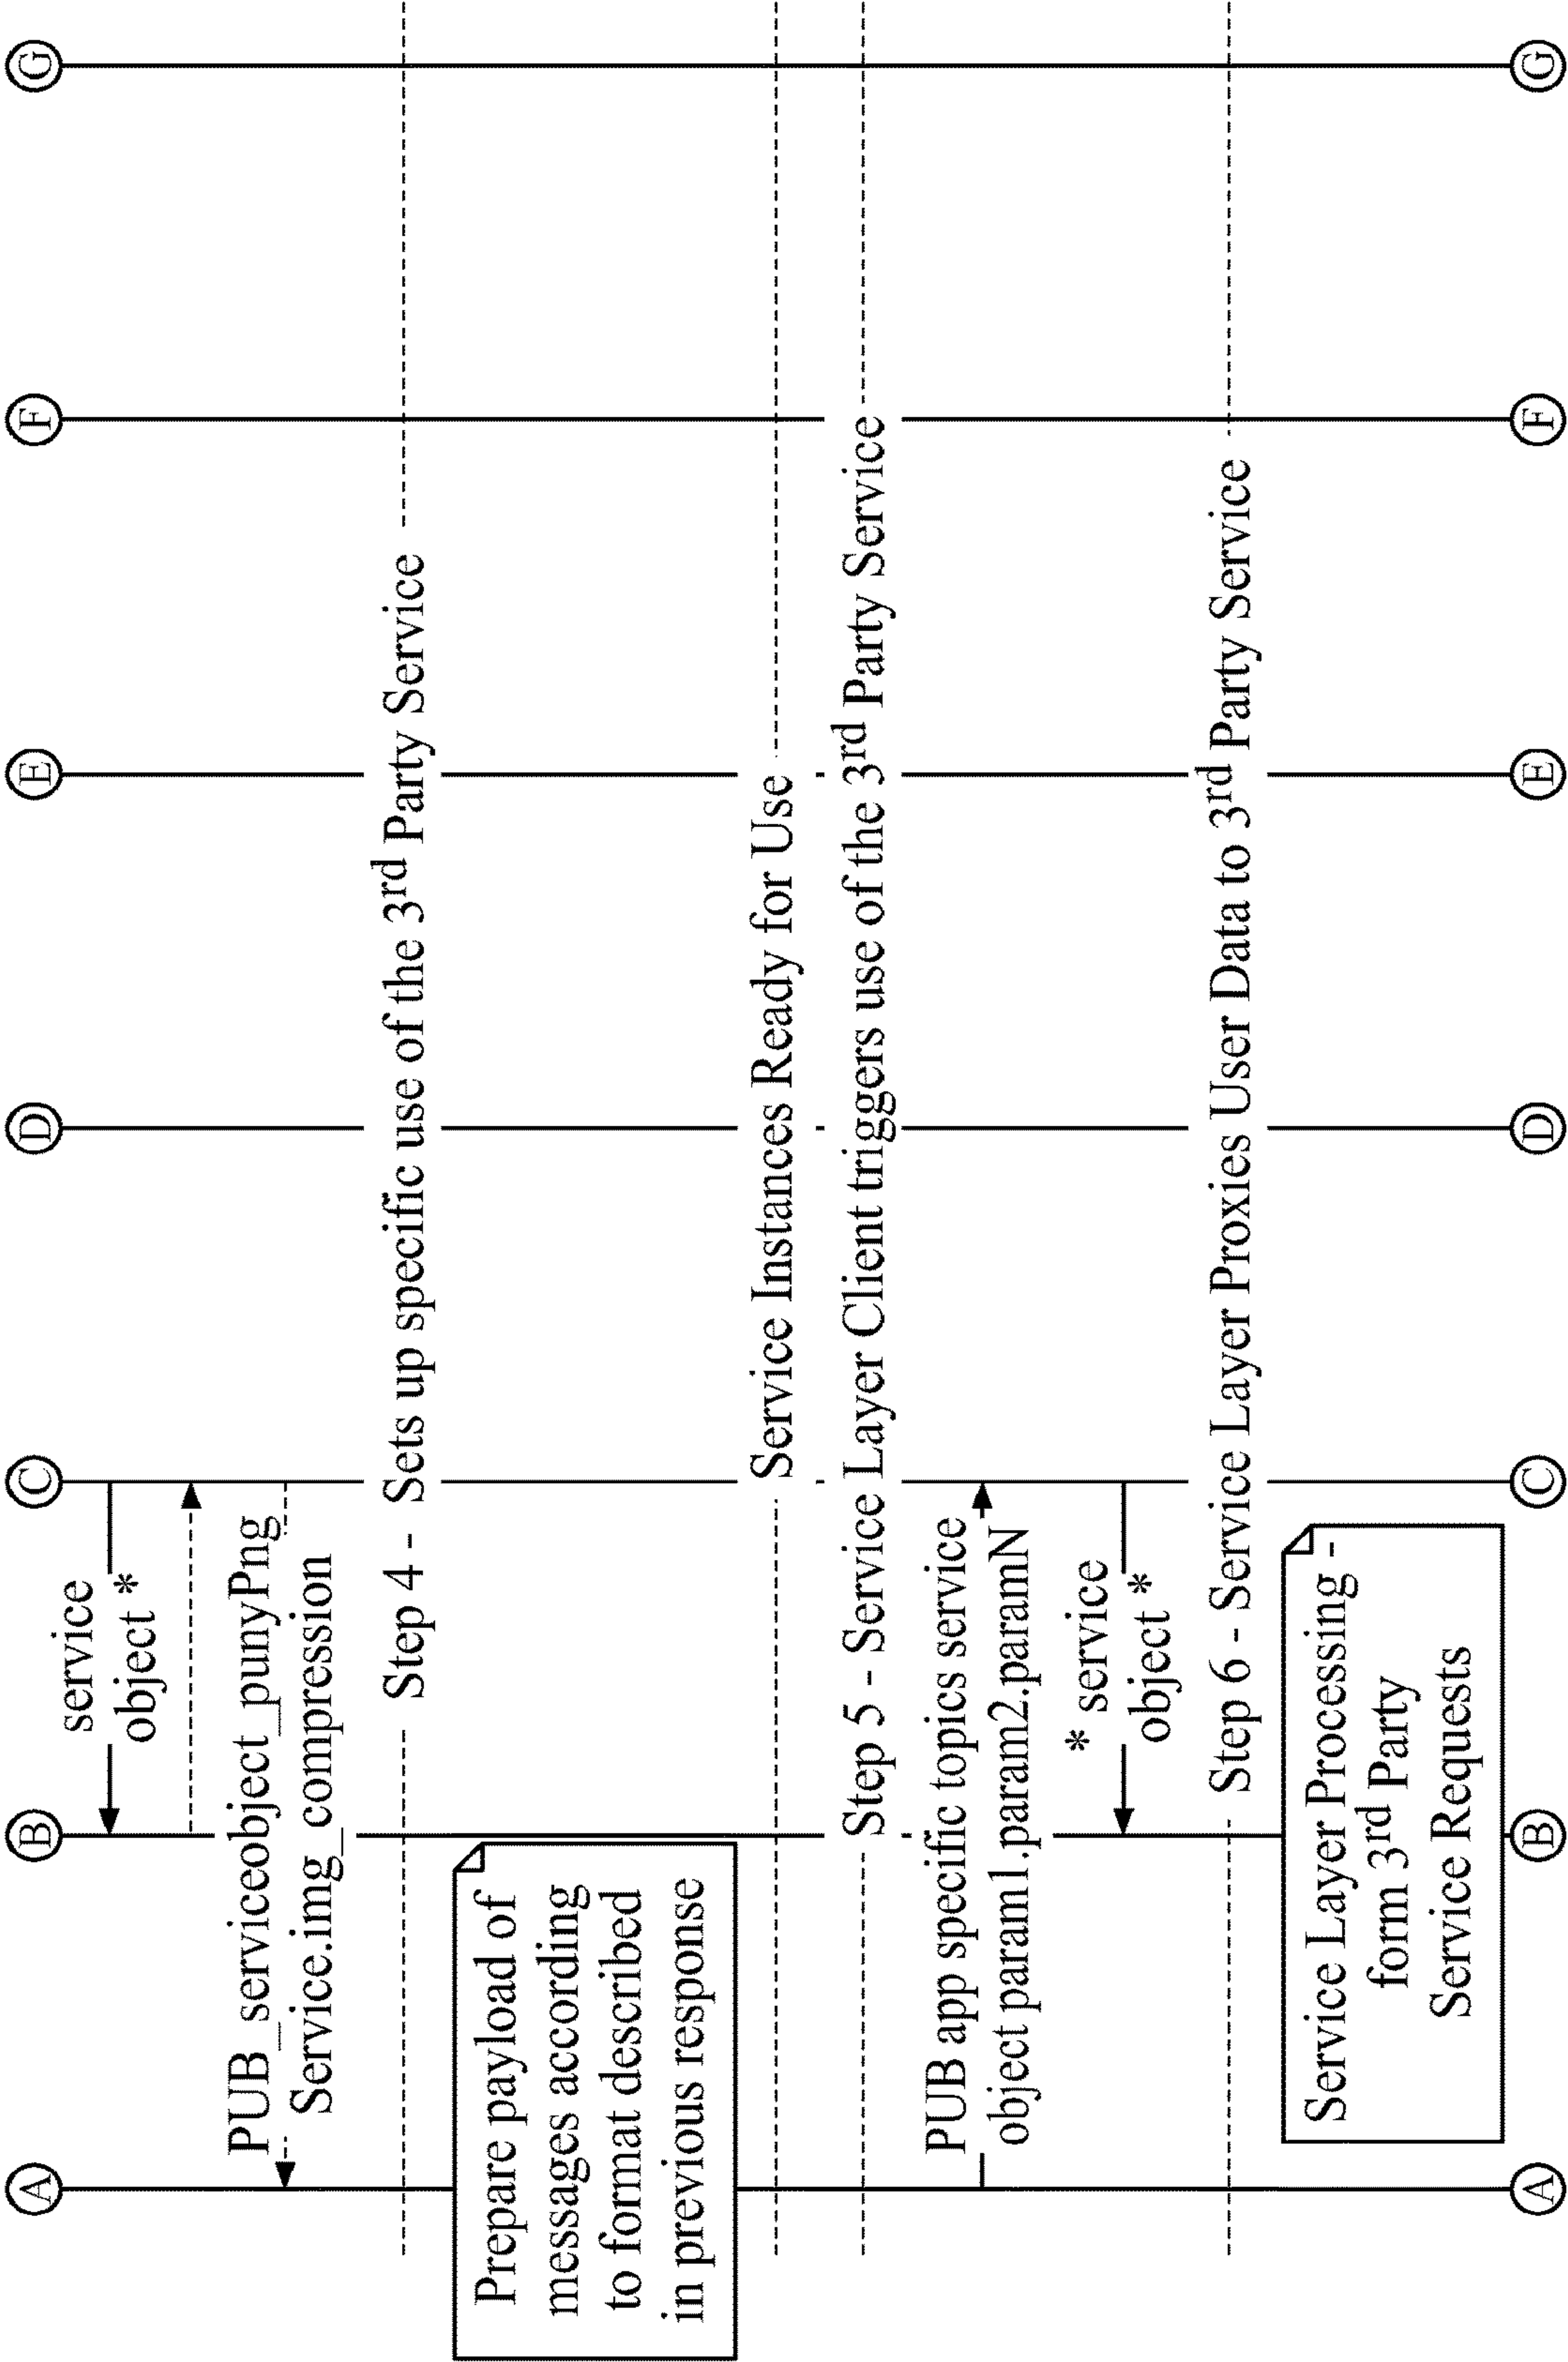 A
B
C
D
E
F
G
service
object *
PUB_serviceobject_punyPng
Service.img_compression
Step 4 - Sets up specific use of the 3rd Party Service
Prepare payload of
messages according
to format described
in previous response
Service Instances Ready for Use
Step 5 - Service Layer Client triggers use of the 3rd Party Service
PUB app specific topics service
object param1.param2.paramN
* service
object *
Step 6 - Service Layer Proxies User Data to 3rd Party Service
Service Layer Processing -
form 3rd Party
Service Requests
A
B
C
D
E
F
G